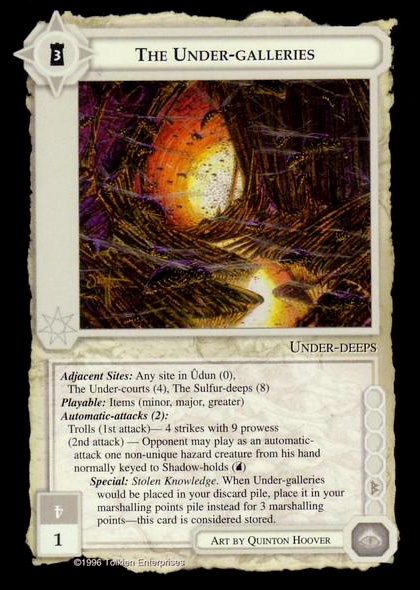 3
THE UNDER-GALLERIES
UNDER-DEEPS
Adjacent Sites: Any site in Ûdun (0),
The Under-courts (4), The Sulfur-deeps (8)
Playable: Items (minor, major, greater)
Automatic-attacks (2):
Trolls (1st attack)— 4 strikes with 9 prowess
(2nd attack) — Opponent may play as an automatic-
attack one non-unique hazard creature from his hand
normally keyed to Shadow-holds ( )
Special: Stolen Knowledge. When Under-galleries
would be placed in your discard pile, place it in your
marshalling points pile instead for 3 marshalling
points—this card is considered stored.
4
1
ART BY QUINTON HOOVER
©1996 Tolkien Enterprises